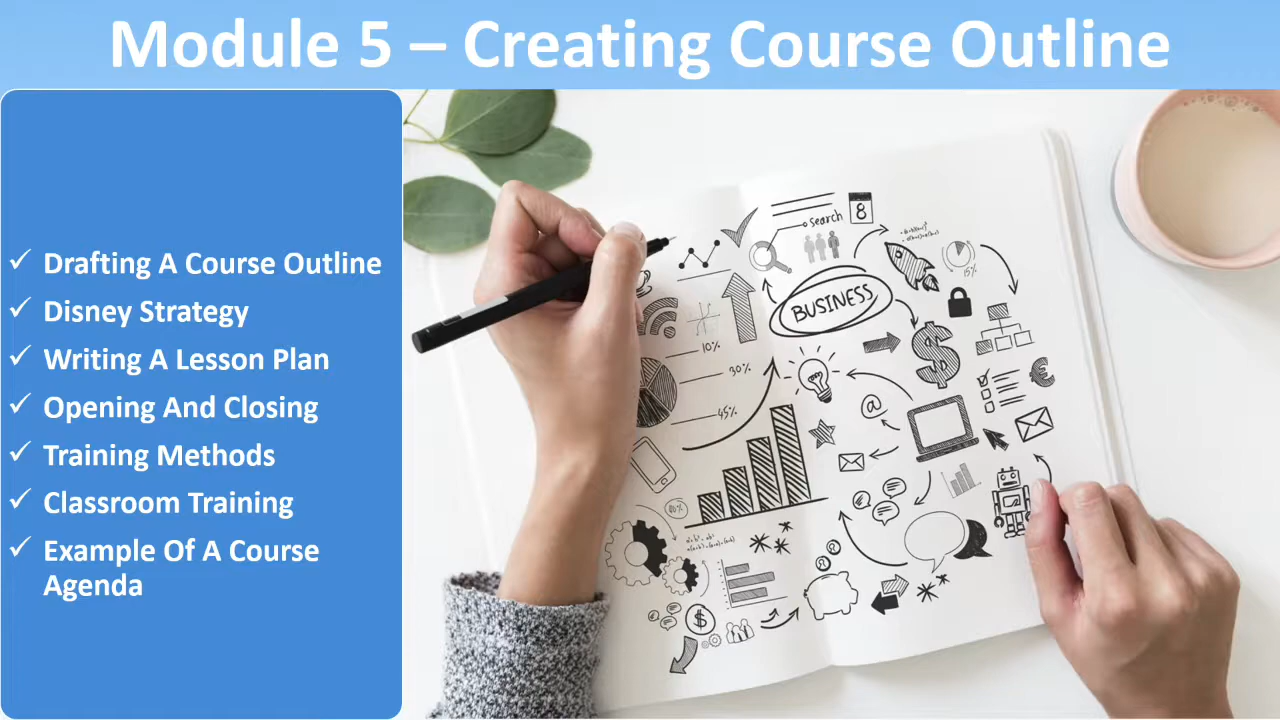 Module 5 – Creating Course Outline
Drafting A Course Outline
Disney Strategy
Writing A Lesson Plan
Opening And Closing
Training Methods
Classroom Training
Example Of A Course
Agenda
search
8
BUSINESS
15%
10%
30%
45%
$
€
@
80%
$